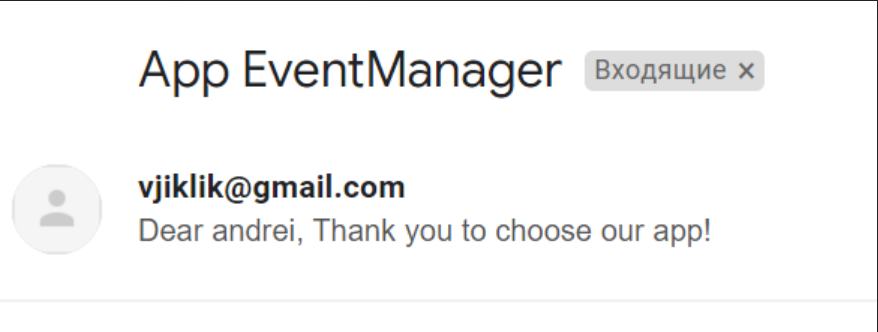 App EventManager Входящие ×
vjiklik@gmail.com
Dear andrei, Thank you to choose our app!